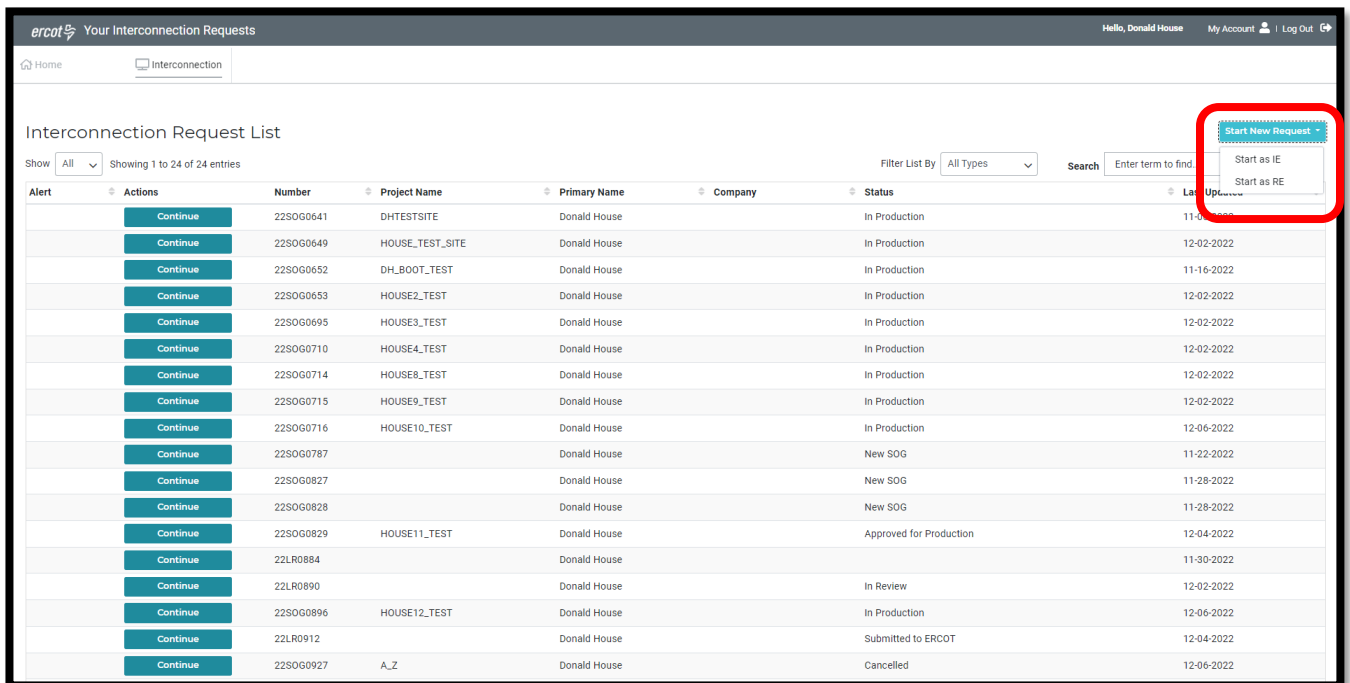 ercot Your Interconnection Requests Hello, Donald House My Account | Log Out
Home Interconnection
Interconnection Request List Start New Request
Show All Showing 1 to 24 of 24 entries Filter List By All Types Search Enter term to find.. Start as IE
Start as RE
Alert Actions Number Project Name Primary Name Company Status Last Updated
Continue 22SOG0641 DHTESTSITE Donald House In Production
Continue 22SOG0649 HOUSE_TEST_SITE Donald House In Production 12-02-2022
Continue 22SOG0652 DH_BOOT_TEST Donald House In Production 11-16-2022
Continue 22SOG0653 HOUSE2_TEST Donald House In Production 12-02-2022
Continue 22SOG0695 HOUSE3_TEST Donald House In Production 12-02-2022
Continue 22SOG0710 HOUSE4_TEST Donald House In Production 12-02-2022
Continue 22SOG0714 HOUSE8_TEST Donald House In Production 12-02-2022
Continue 22SOG0715 HOUSE9_TEST Donald House In Production 12-02-2022
Continue 22SOG0716 HOUSE10_TEST Donald House In Production 12-06-2022
Continue 22SOG0787 Donald House New SOG 11-22-2022
Continue 22SOG0827 Donald House New SOG 11-28-2022
Continue 22SOG0828 Donald House New SOG 11-28-2022
Continue 22SOG0829 HOUSE11_TEST Donald House Approved for Production 12-04-2022
Continue 22LR0884 Donald House 11-30-2022
Continue 22LR0890 Donald House In Review 12-02-2022
Continue 22SOG0896 HOUSE12_TEST Donald House In Production 12-06-2022
Continue 22LR0912 Donald House Submitted to ERCOT 12-04-2022
Continue 22SOG0927 A_Z Donald House Cancelled 12-06-2022